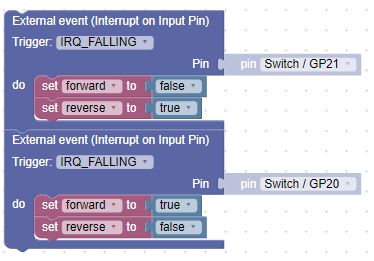 External event (Interrupt on Input Pin)
Trigger: IRQ_FALLING
Pin pin Switch / GP21
do set forward to false
set reverse to true
External event (Interrupt on Input Pin)
Trigger: IRQ_FALLING
Pin pin Switch / GP20
do set forward to true
set reverse to false